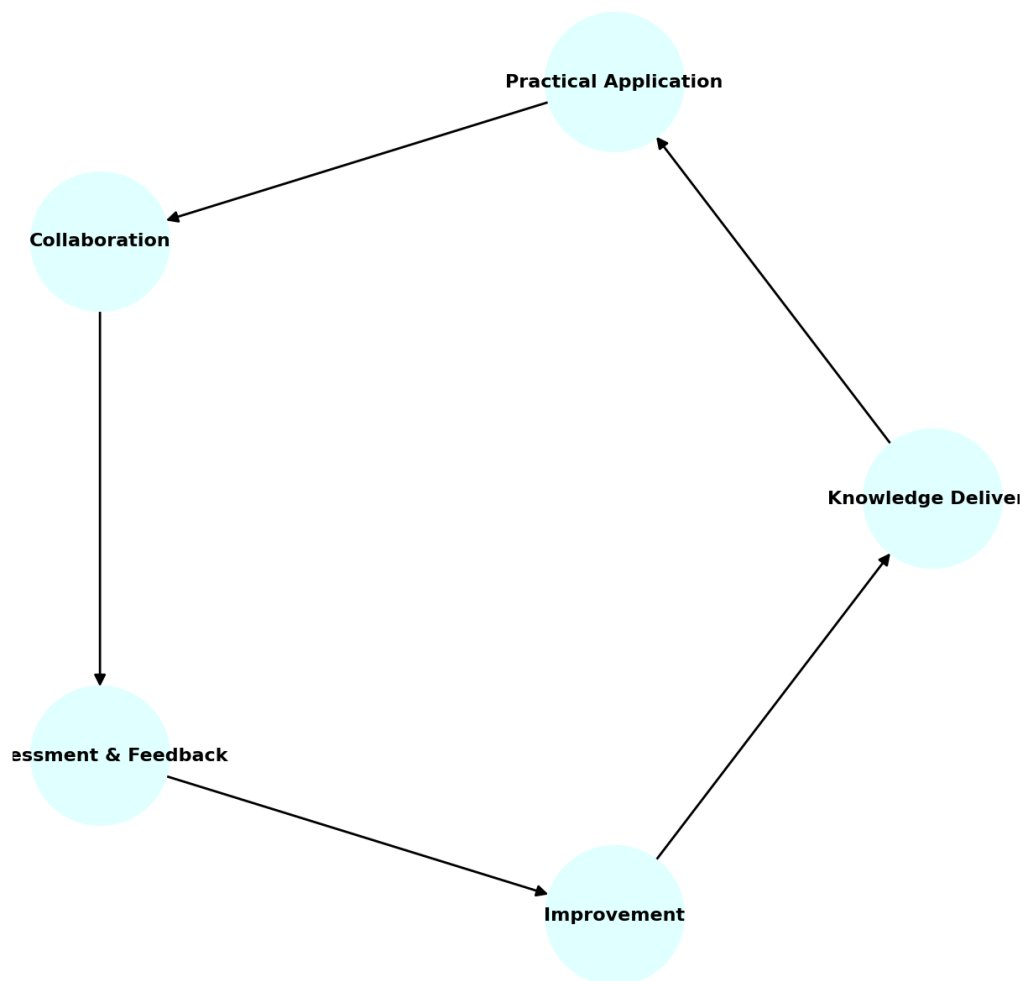 Practical Application
Collaboration
Knowledge Deliver
essment & Feedback
Improvement